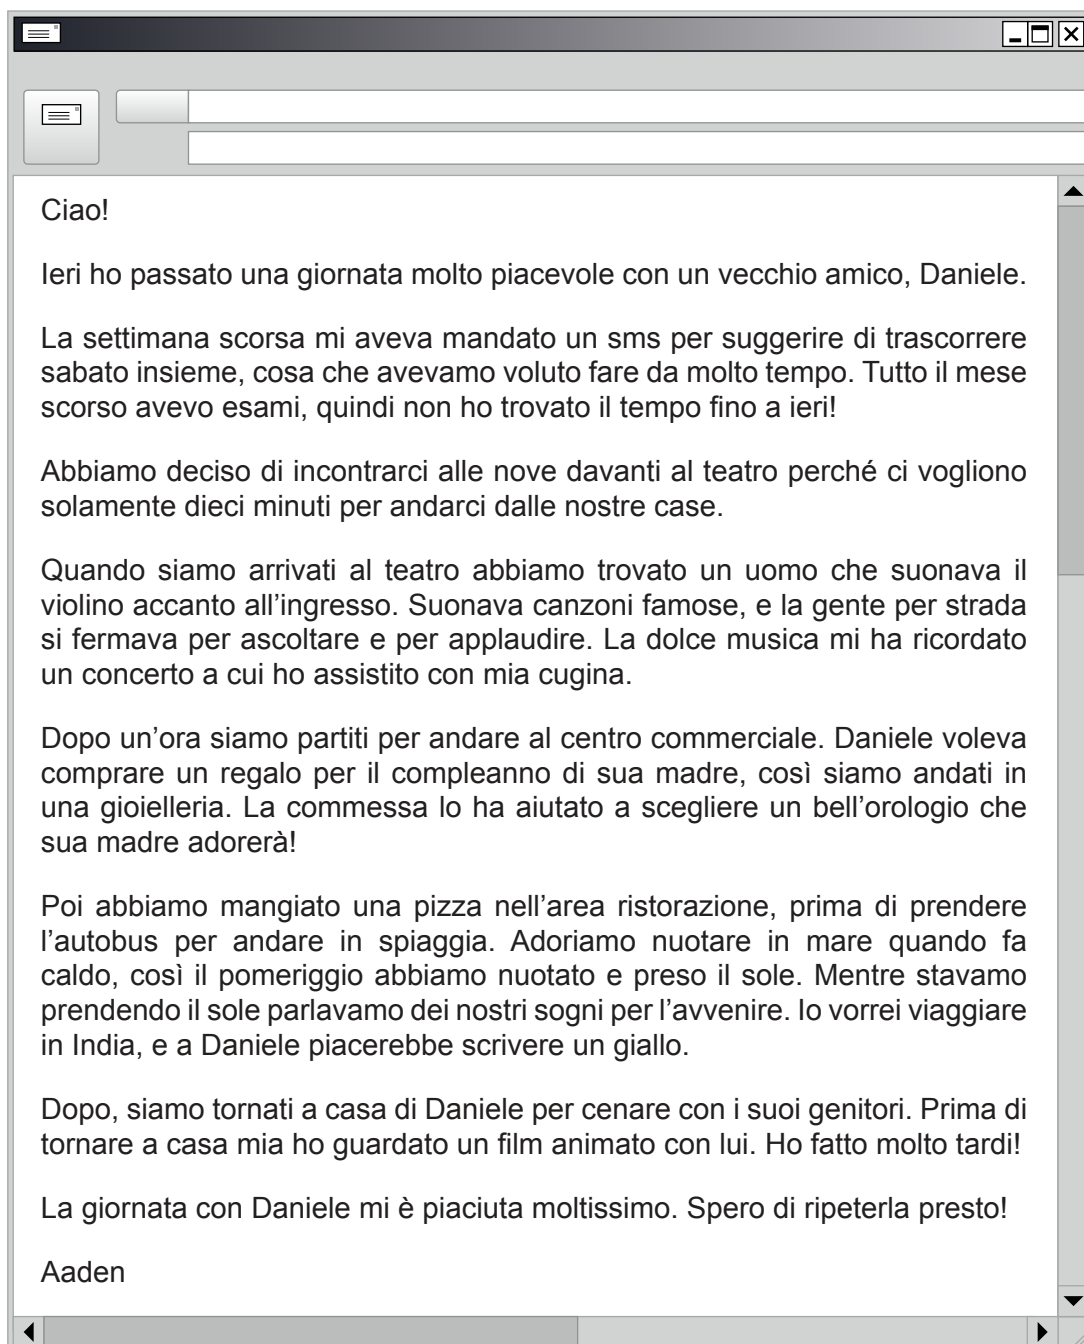 Ciao!
Ieri ho passato una giornata molto piacevole con un vecchio amico, Daniele.
La settimana scorsa mi aveva mandato un sms per suggerire di trascorrere
sabato insieme, cosa che avevamo voluto fare da molto tempo. Tutto il mese
scorso avevo esami, quindi non ho trovato il tempo fino a ieri!
Abbiamo deciso di incontrarci alle nove davanti al teatro perché ci vogliono
solamente dieci minuti per andarci dalle nostre case.
Quando siamo arrivati al teatro abbiamo trovato un uomo che suonava il
violino accanto all’ingresso. Suonava canzoni famose, e la gente per strada
si fermava per ascoltare e per applaudire. La dolce musica mi ha ricordato
un concerto a cui ho assistito con mia cugina.
Dopo un’ora siamo partiti per andare al centro commerciale. Daniele voleva
comprare un regalo per il compleanno di sua madre, così siamo andati in
una gioielleria. La commessa lo ha aiutato a scegliere un bell’orologio che
sua madre adorerà!
Poi abbiamo mangiato una pizza nell’area ristorazione, prima di prendere
l’autobus per andare in spiaggia. Adoriamo nuotare in mare quando fa
caldo, così il pomeriggio abbiamo nuotato e preso il sole. Mentre stavamo
prendendo il sole parlavamo dei nostri sogni per l’avvenire. Io vorrei viaggiare
in India, e a Daniele piacerebbe scrivere un giallo.
Dopo, siamo tornati a casa di Daniele per cenare con i suoi genitori. Prima di
tornare a casa mia ho guardato un film animato con lui. Ho fatto molto tardi!
La giornata con Daniele mi è piaciuta moltissimo. Spero di ripeterla presto!
Aaden